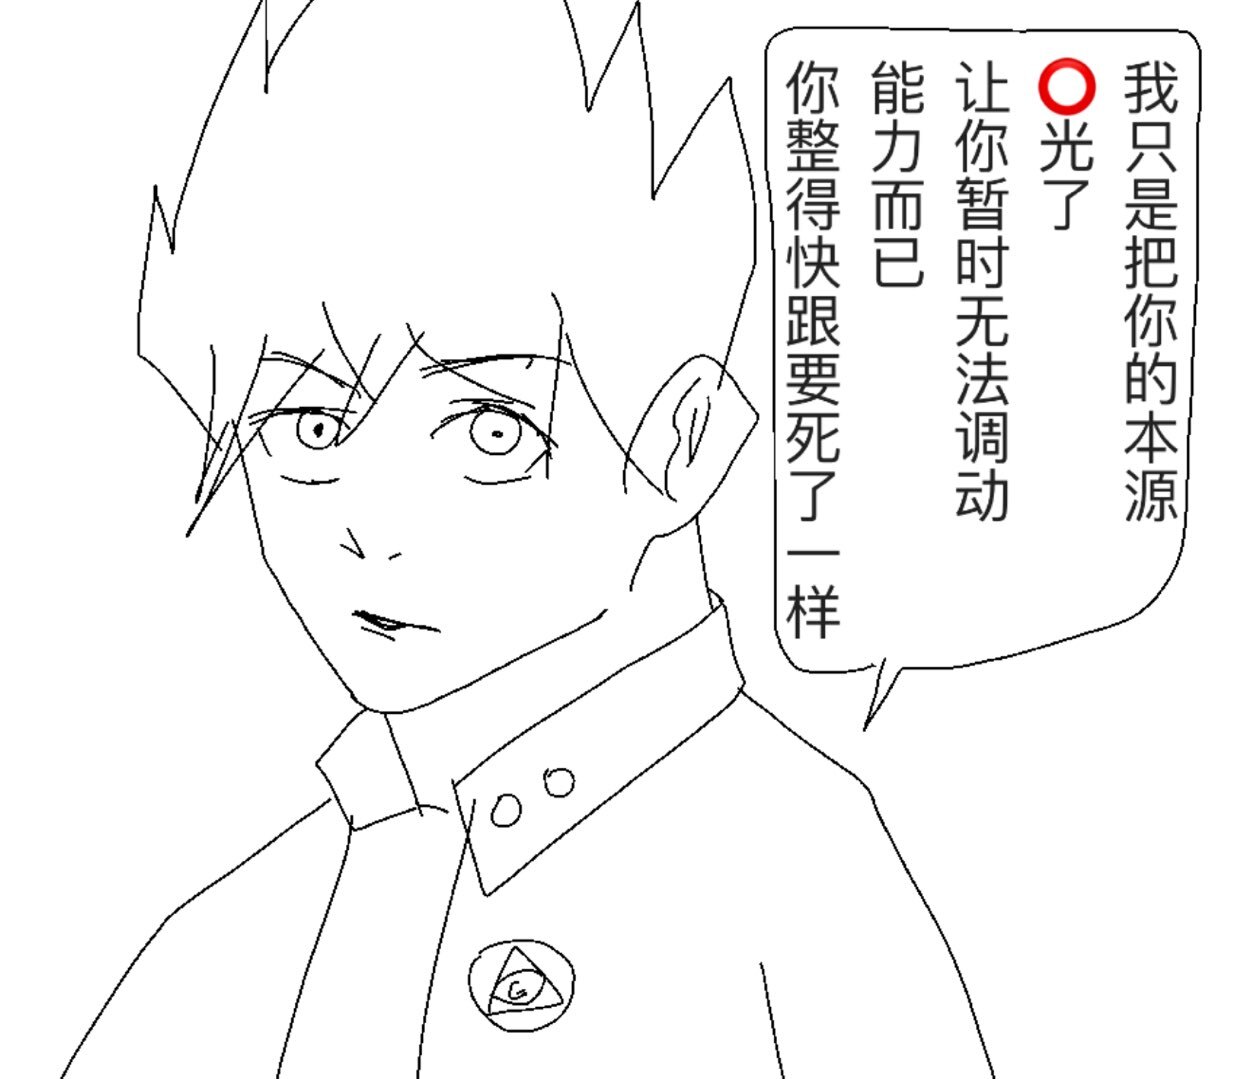 我只是把你的本源
⭕光了
让你暂时无法调动
能力而已
你整得快跟要死了一样
G